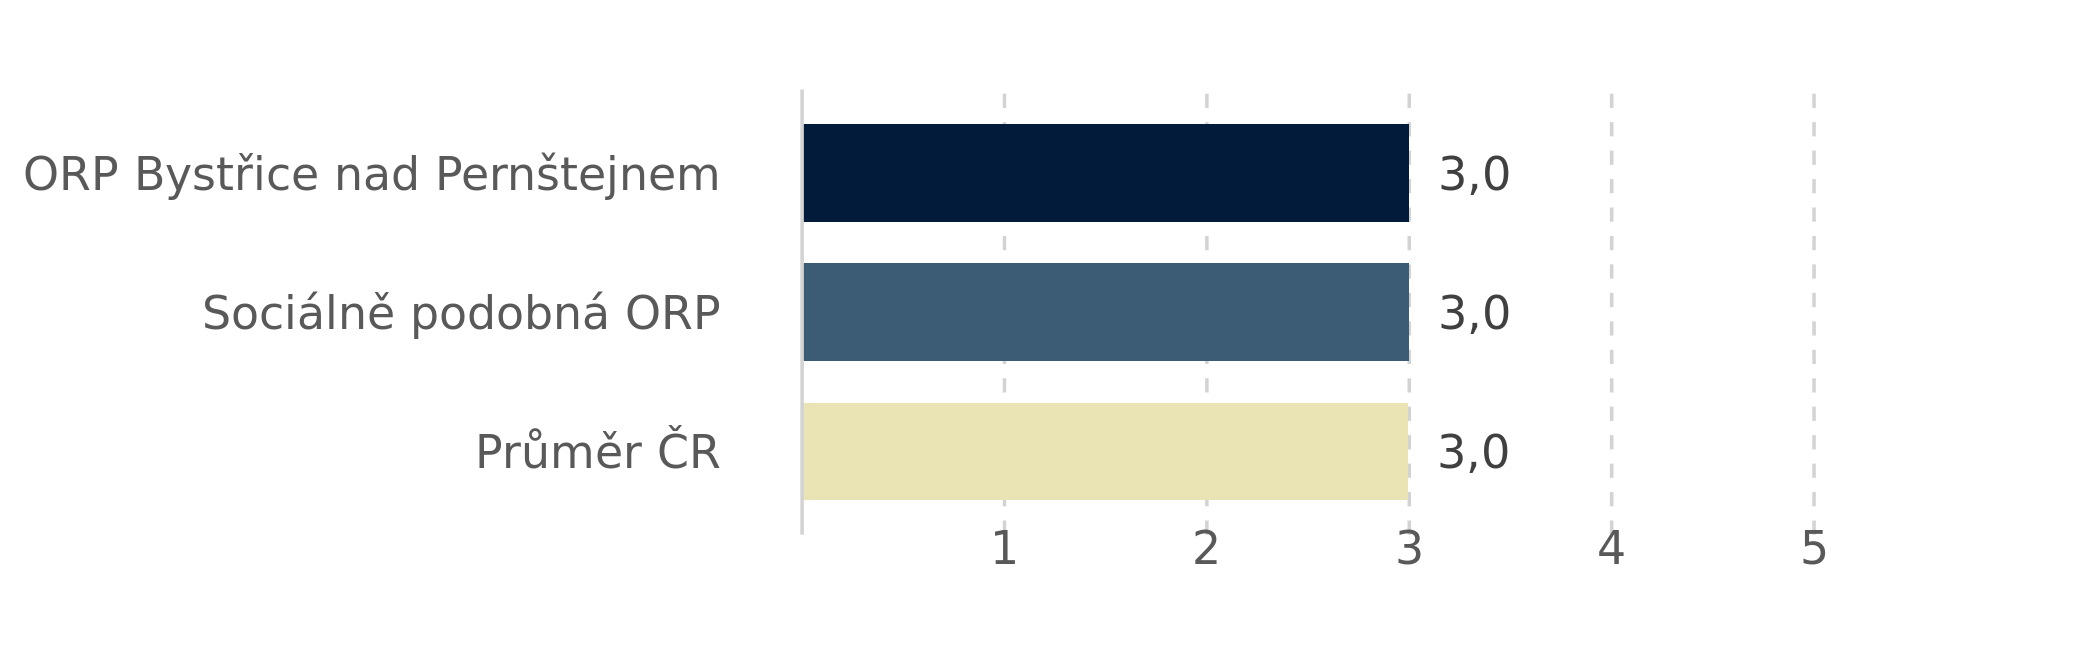 ORP Bystřice nad Pernštejnem 3,0
Sociálně podobná ORP 3,0
Průměr ČR 3,0
1 2 3 4 5